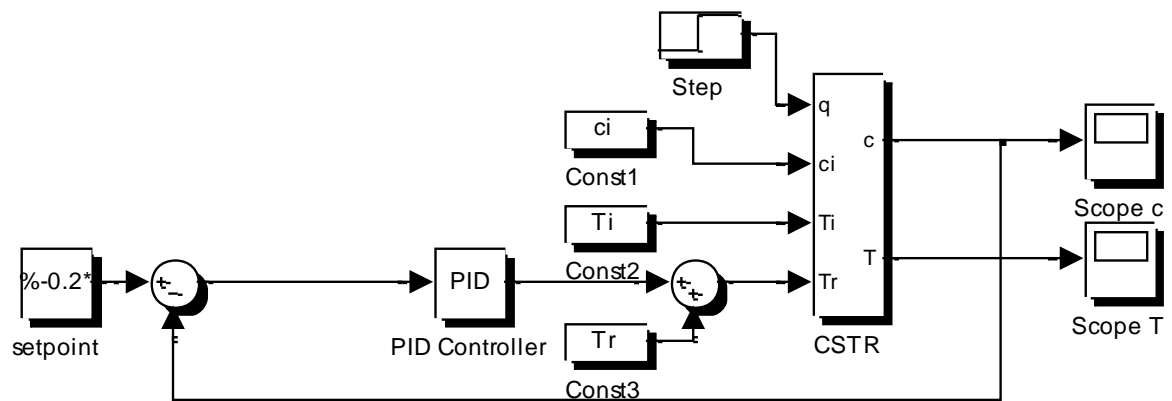 Step
q
ci
Const1
c
ci
Scope c
Ti
Const2
Ti
T
%-0.2*
setpoint
PID
PID Controller
Tr
Scope T
Tr
Const3
CSTR